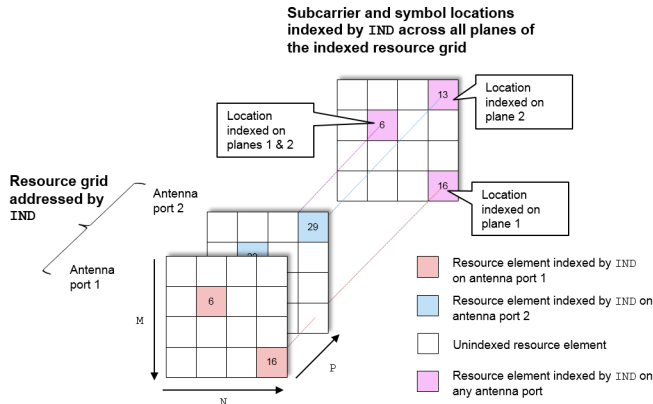 Subcarrier and symbol locations
indexed by IND across all planes of
the indexed resource grid
13
Location
indexed on
plane 2
Location
indexed on
planes 1 & 2
6
Resource grid
addressed by
IND
Antenna
port 2
16
Location
indexed on
plane 1
29
Antenna
port 1
6
M
16
P
N
Resource element indexed by IND
on antenna port 1
Resource element indexed by IND on
antenna port 2
Unindexed resource element
Resource element indexed by IND on
any antenna port